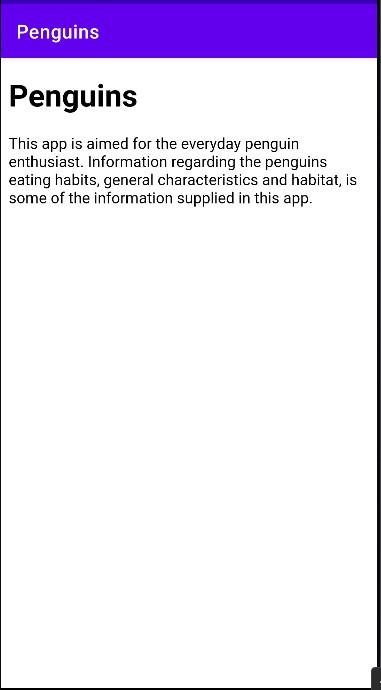 Penguins
Penguins
This app is aimed for the everyday penguin
enthusiast. Information regarding the penguins
eating habits, general characteristics and habitat, is
some of the information supplied in this app.